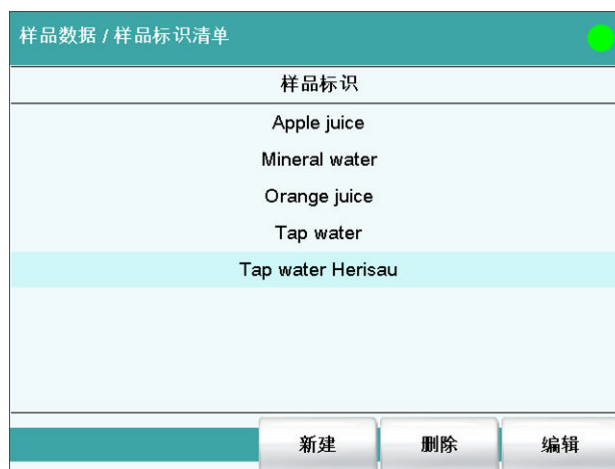 样品数据 / 样品标识清单
样品标识
Apple juice
Mineral water
Orange juice
Tap water
Tap water Herisau
新建 删除 编辑